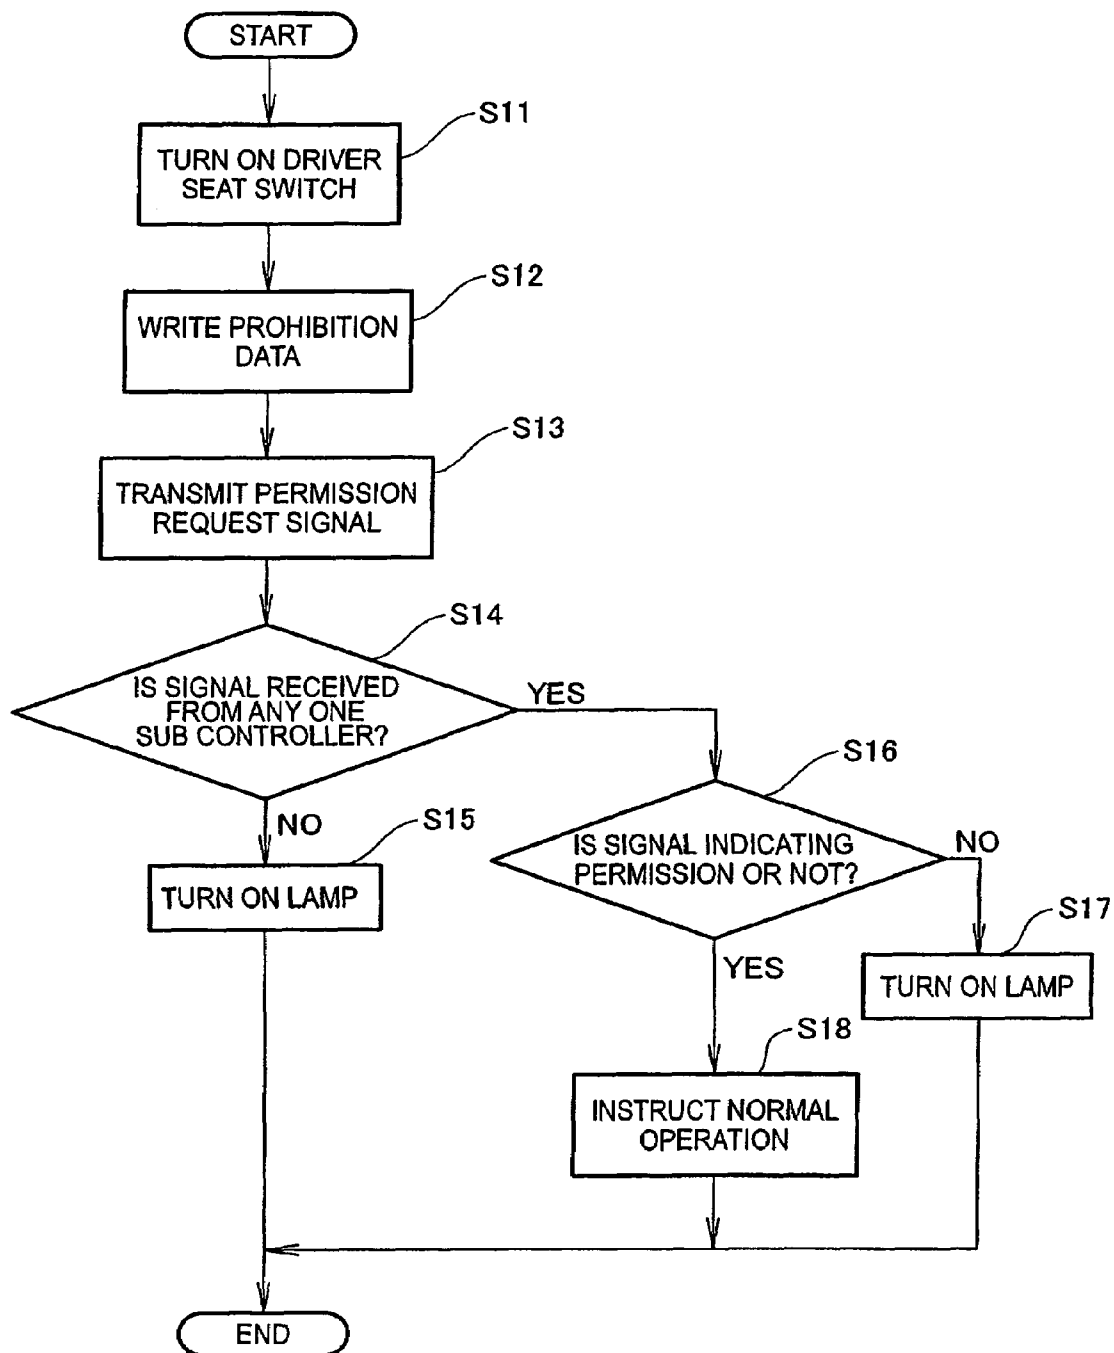 START
S11
TURN ON DRIVER
SEAT SWITCH
S12
WRITE PROHIBITION
DATA
S13
TRANSMIT PERMISSION
REQUEST SIGNAL
S14
IS SIGNAL RECEIVED
FROM ANY ONE
SUB CONTROLLER?
YES
NO
S15
TURN ON LAMP
S16
IS SIGNAL INDICATING
PERMISSION OR NOT?
NO
S17
TURN ON LAMP
YES
S18
INSTRUCT NORMAL
OPERATION
END